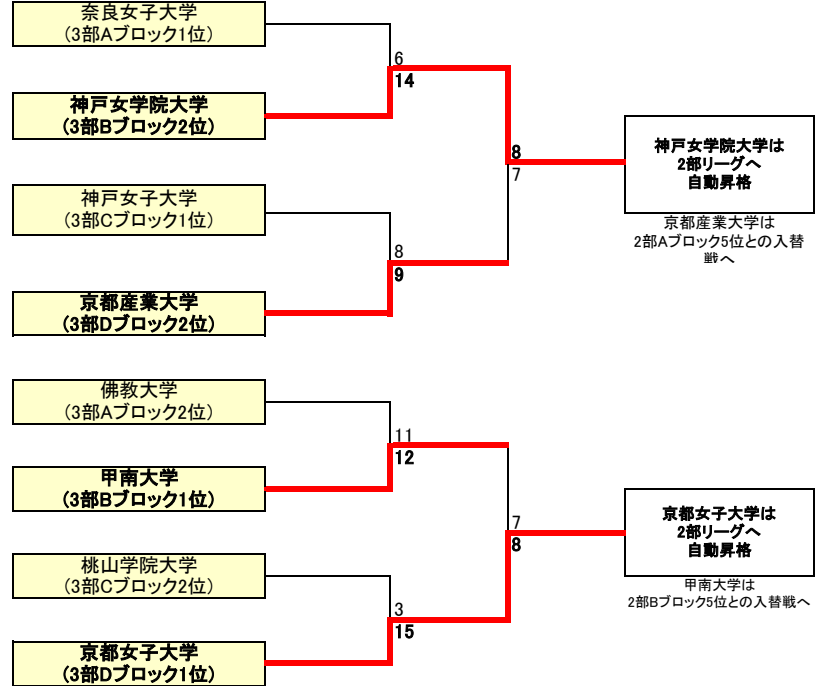 奈良女子大学
(3部Aブロック1位)
6
14
神戸女学院大学
(3部Bブロック2位)
8
7
神戸女学院大学は
2部リーグへ
自動昇格
京都産業大学は
2部Aブロック5位との入替
戦へ
神戸女子大学
(3部Cブロック1位)
8
9
京都産業大学
(3部Dブロック2位)
佛教大学
(3部Aブロック2位)
11
12
甲南大学
(3部Bブロック1位)
7
8
京都女子大学は
2部リーグへ
自動昇格
甲南大学は
2部Bブロック5位との入替戦へ
桃山学院大学
(3部Cブロック2位)
3
15
京都女子大学
(3部Dブロック1位)